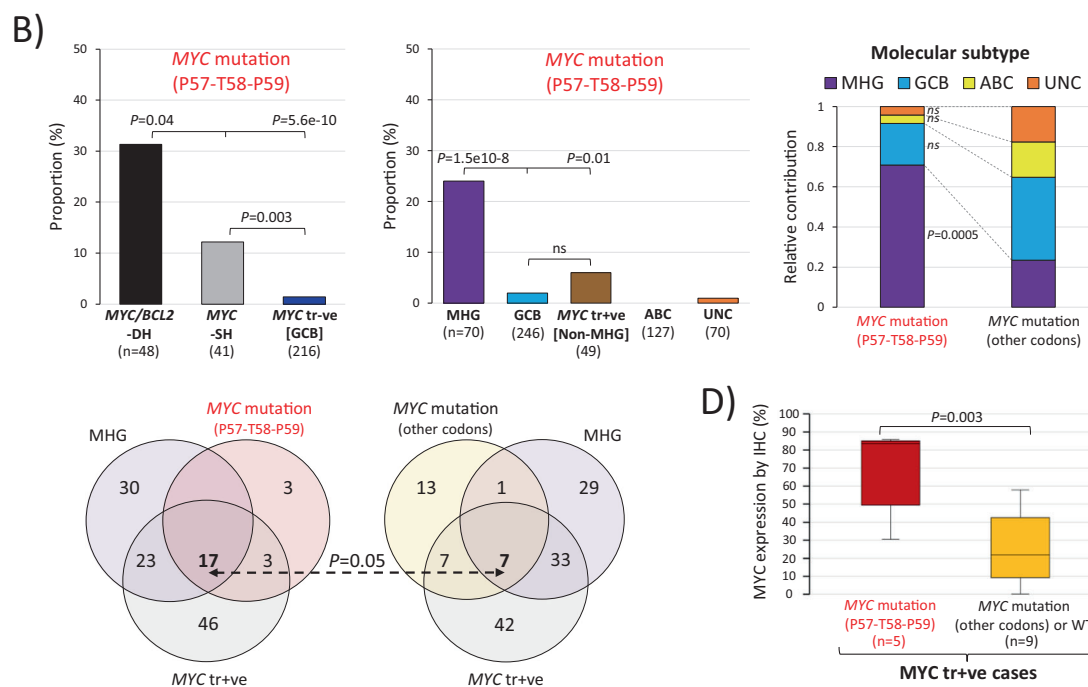 B)
MYC mutation
(P57-T58-P59)
50
40
30
20
10
0
Proportion (%)
P=0.04
P=5.6e-10
P=0.003
MYC/BCL2
-DH
(n=48)
MYC
-SH
(41)
MYC tr-ve
[GCB]
(216)
MYC mutation
(P57-T58-P59)
50
40
30
20
10
0
Proportion (%)
P=1.5e10-8
P=0.01
ns
MHG
(n=70)
GCB
(246)
MYC tr+ve
[Non-MHG]
(49)
ABC
(127)
UNC
(70)
Molecular subtype
MHG GCB ABC UNC
1
0.8
0.6
0.4
0.2
0
Relative contribution
ns
ns
ns
P=0.0005
MYC mutation
(P57-T58-P59)
MYC mutation
(other codons)
MHG
MYC mutation
(P57-T58-P59)
30
3
23
17
3
46
MYC tr+ve
P=0.05
MYC mutation
(other codons)
MHG
13
1
29
7
7
33
42
MYC tr+ve
D)
P=0.003
100
90
80
70
60
50
40
30
20
10
0
MYC expression by IHC (%)
MYC mutation
(P57-T58-P59)
(n=5)
MYC mutation
(other codons) or WT
(n=9)
MYC tr+ve cases